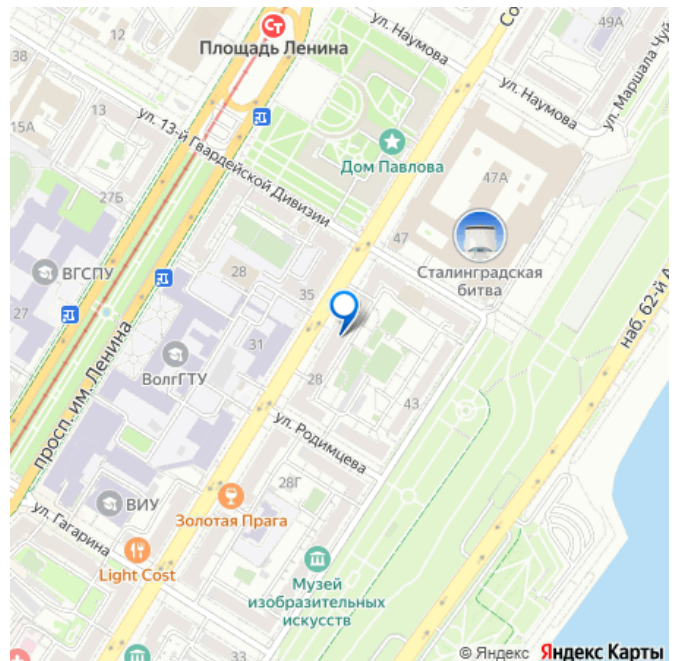 12
ул. Наумова
Со
49А
Площадь Ленина
38
ул. Маршала Чуй
13
ул. Наумова
15А
ул. 13-й Гвардейской Дивизии
Дом Павлова
47А
27Б
47
ВГСПУ
28
Сталинградская
битва
35
27
наб. 62-й А
31
ВолгГТУ
28
просп. им. Ленина
43
ул. Родимцева
28Г
ВИУ
Золотая Прага
ул. Гагарина
Light Cost
Музей
изобразительных
искусств
33
© Яндекс Яндекс Карты